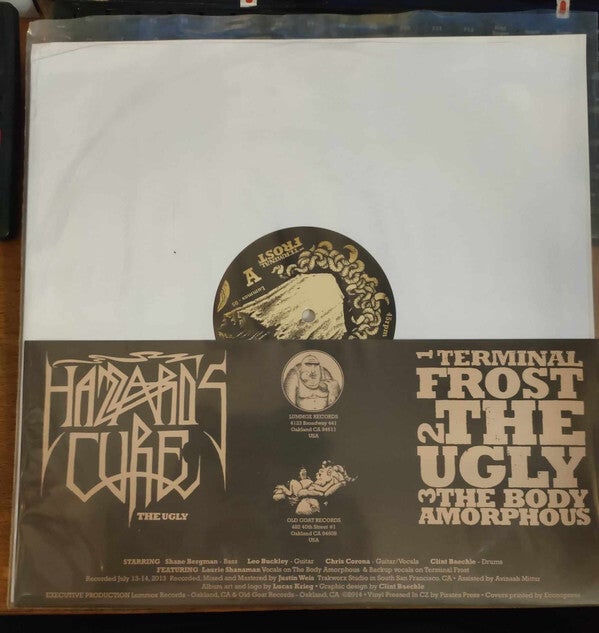 TERMINAL
FROST
A
Lummox - 05
45rpm
HAZZARD'S
CURE
THE UGLY
LUMMOX RECORDS
Oakland, CA 94611
USA
OLD GOAT RECORDS
482 40th Street #1
Oakland CA 94609
USA
1 TERMINAL
FROST
2 THE
UGLY
3 THE BODY
AMORPHOUS
STARRING Shane Bergman - Bass Leo Buckley - Guitar Chris Corona - Guitar/Vocals Clint Baechle - Drums
FEATURING Laurie Shanaman Vocals on The Body Amorphous & Backup vocals on Terminal Frost
Recorded July 13-14, 2013 Recorded, Mixed and Mastered by Justin Weis Trakworx Studio in South San Francisco, CA • Assisted by Avinash Mittur
Album art and logo by Lucas Krieg • Graphic design by Clint Baechle
EXECUTIVE PRODUCTION Lummox Records - Oakland, CA & Old Goat Records - Oakland, CA ©2014 • Vinyl Pressed In CZ by Pirates Press • Covers printed by Econopress